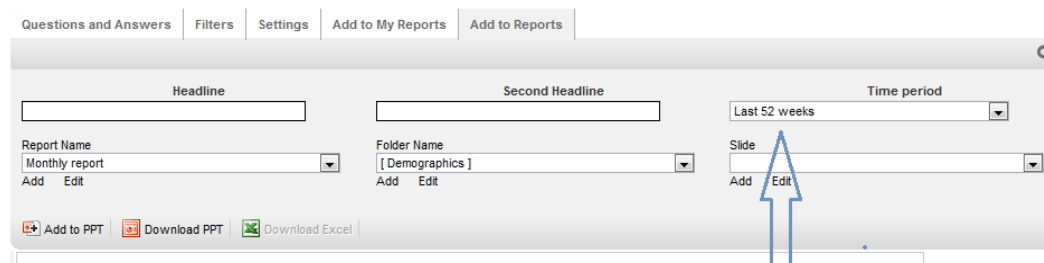 Questions and Answers Filters Settings Add to My Reports Add to Reports
Headline Second Headline Time period
Last 52 weeks
Report Name Folder Name Slide
Monthly report [ Demographics ]
Add Edit Add Edit Add Edit
Add to PPT Download PPT Download Excel